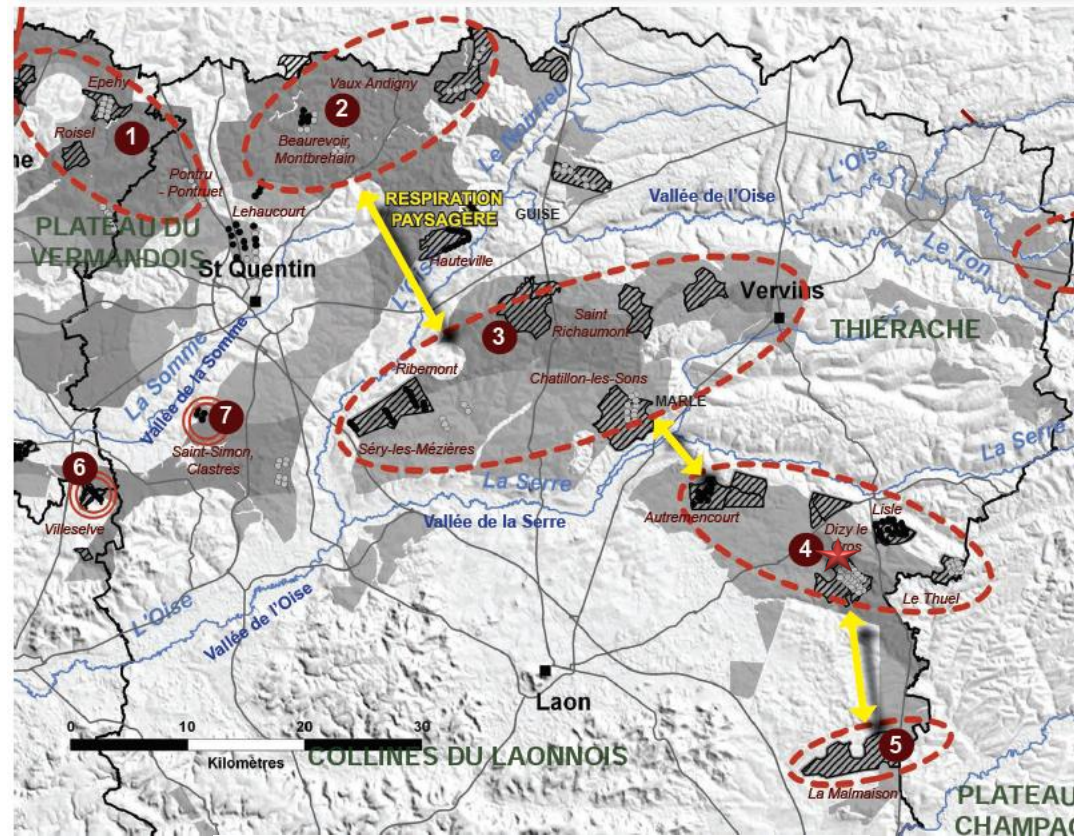 Epehy
Vaux Andigny
2
1
Roisel
Beaurevoir,
Montbrehain
Le Noirrieu
L'Oise
Pontru
- Pontruet
RESPIRATION
PAYSAGÈRE
Vallée de l'Oise
Lehaucourt
GUISE
PLATEAU DU
VERMANDOIS
Le Ton
St Quentin
Hauteville
Vervins
Saint
Richaumont
3
THIÉRACHE
La Somme
Vallée de la Somme
Ribemont
Chatillon-les-Sons
MARLE
7
Saint-Simon,
Clastres
Séry-les-Mézières
La Serre
La Serre
6
Villeselve
Vallée de la Serre
Autremencourt
Lisle
Dizy le
4
Le Thuel
L'Oise
Vallée de l'Oise
Laon
0 10 20 30
Kilomètres
COLLINES DU LAONNOIS
5
La Malmaison
PLATEAU
CHAMPAG